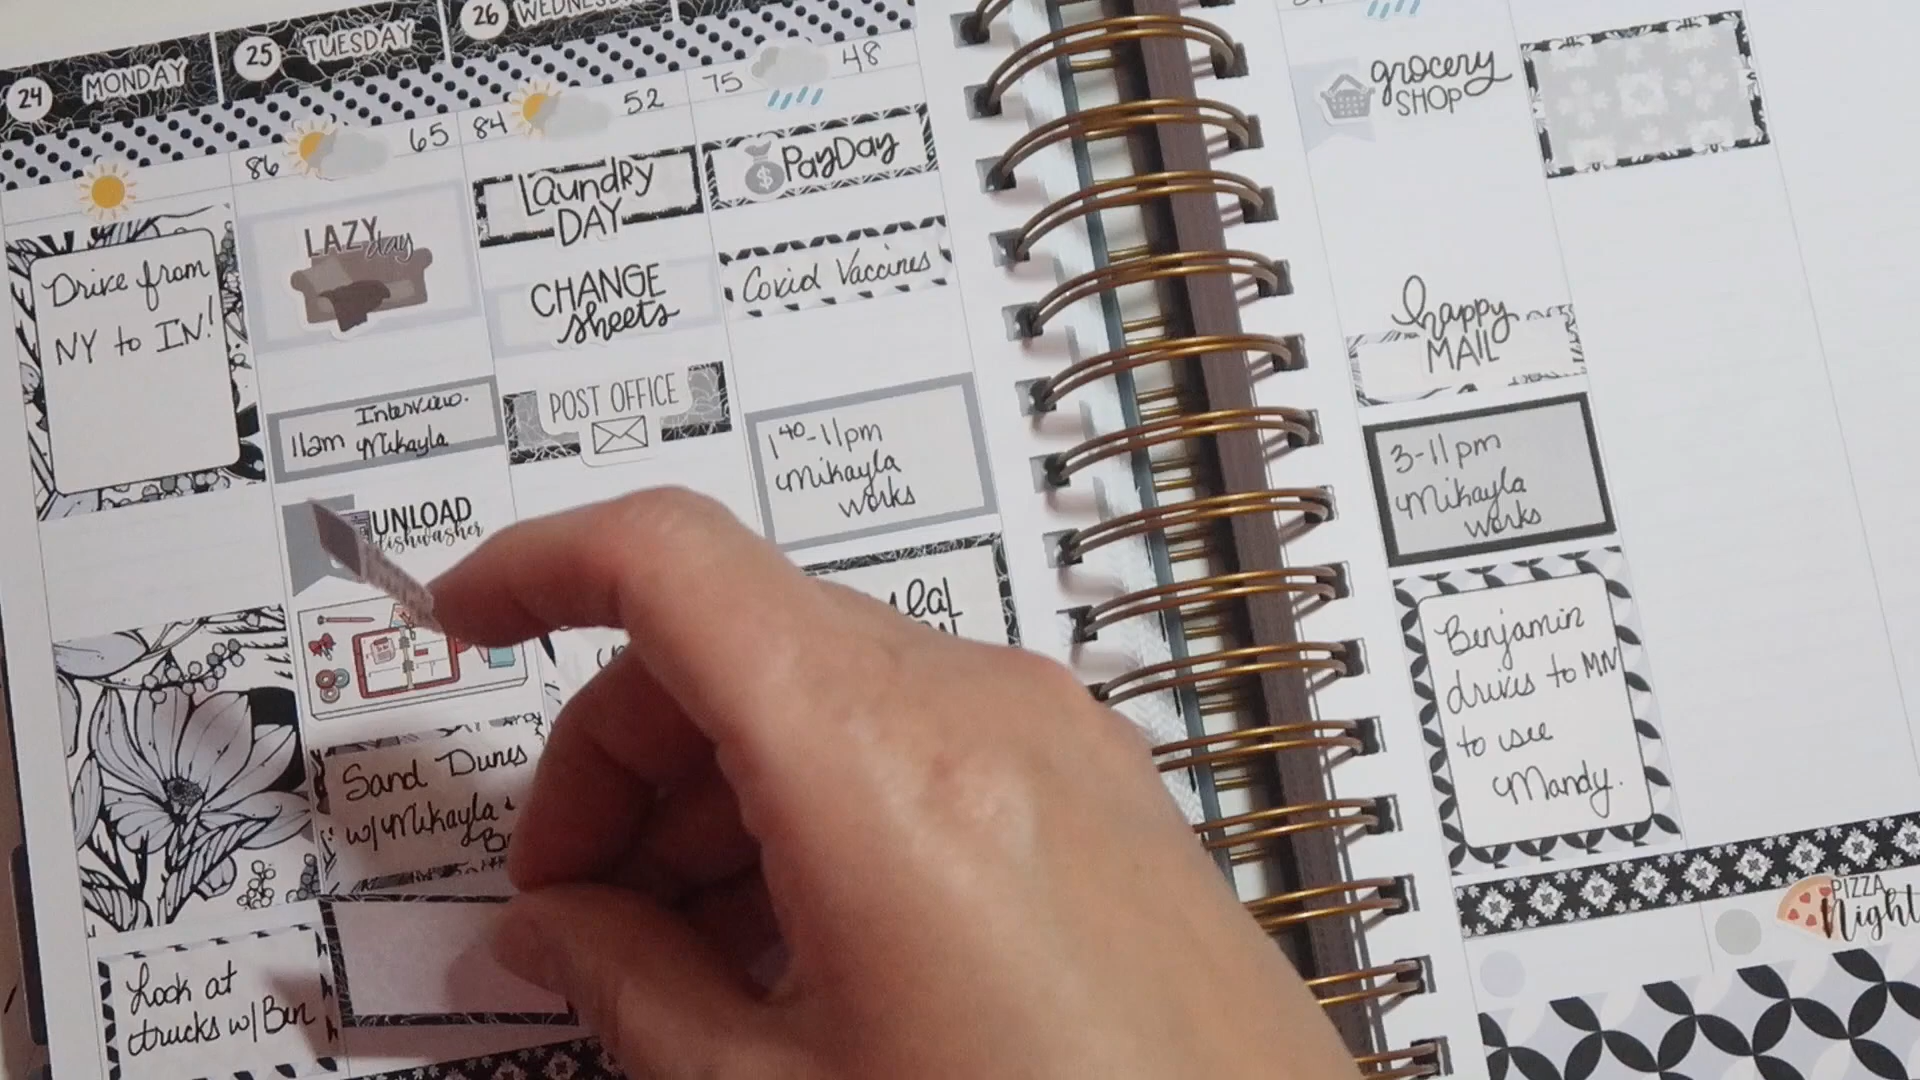 24 MONDAY
25 TUESDAY
26 WEDNESD
Drive from
NY to IN!
Look at
trucks w/Ben
86 65
LAZY day
11am Interview.
Mikayla
UNLOAD
dishwasher
Sand Dunes
w/Mikayla &
84 52
LAUNDRY
DAY
CHANGE
sheets
POST OFFICE
75 48
PAYDAY
Covid Vaccines
1⁴⁰-11pm
Mikayla
works
grocery
SHOP
happy
MAIL
3-11pm
Mikayla
works
Benjamin
drives to MN
to see
Mandy.
PIZZA
Night